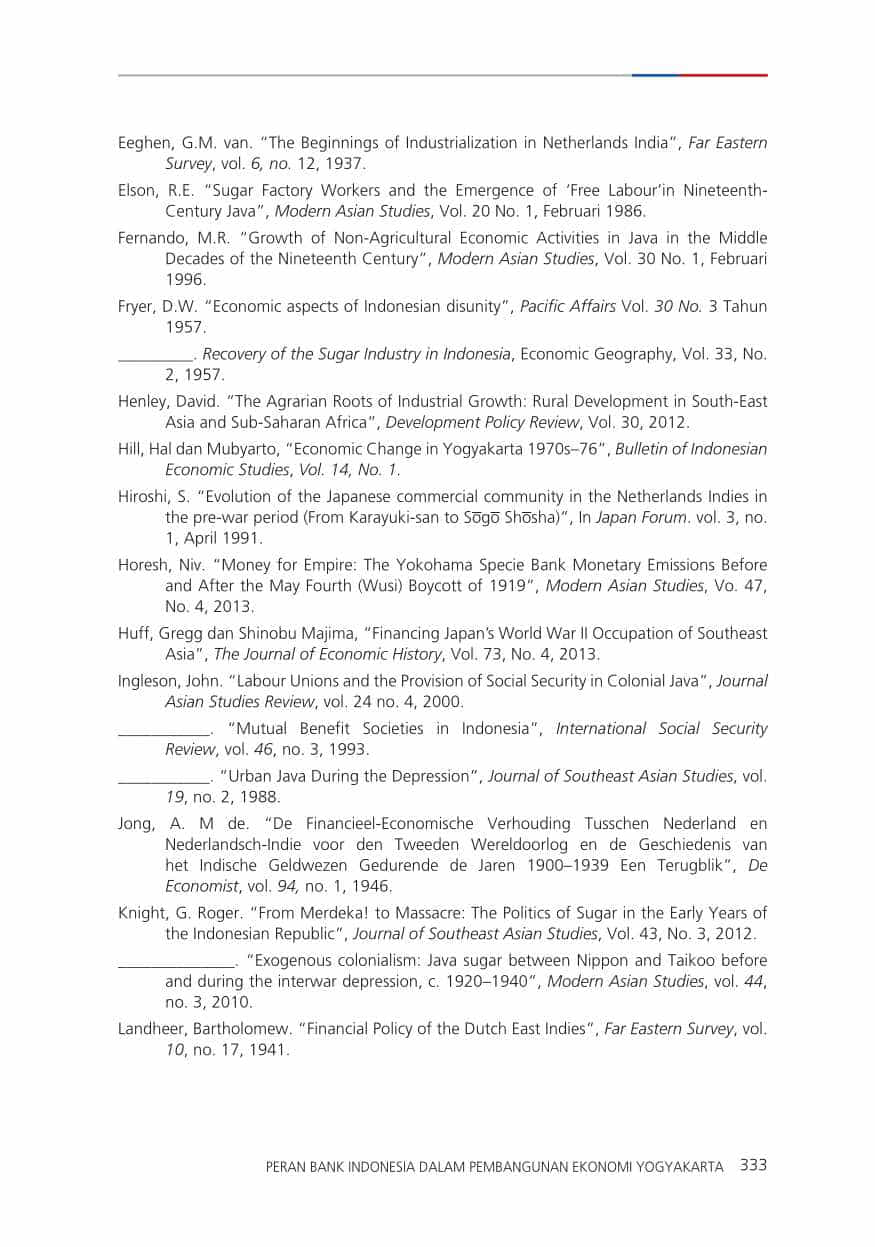 Eeghen, G.M. van. “The Beginnings of Industrialization in Netherlands India”, Far Eastern
Survey, vol. 6, no. 12, 1937.
Elson, R.E. “Sugar Factory Workers and the Emergence of ‘Free Labour’in Nineteenth-
Century Java”, Modern Asian Studies, Vol. 20 No. 1, Februari 1986.
Fernando, M.R. “Growth of Non-Agricultural Economic Activities in Java in the Middle
Decades of the Nineteenth Century”, Modern Asian Studies, Vol. 30 No. 1, Februari
1996.
Fryer, D.W. “Economic aspects of Indonesian disunity”, Pacific Affairs Vol. 30 No. 3 Tahun
1957.
_________. Recovery of the Sugar Industry in Indonesia, Economic Geography, Vol. 33, No.
2, 1957.
Henley, David. “The Agrarian Roots of Industrial Growth: Rural Development in South-East
Asia and Sub-Saharan Africa”, Development Policy Review, Vol. 30, 2012.
Hill, Hal dan Mubyarto, “Economic Change in Yogyakarta 1970s–76”, Bulletin of Indonesian
Economic Studies, Vol. 14, No. 1.
Hiroshi, S. “Evolution of the Japanese commercial community in the Netherlands Indies in
the pre-war period (From Karayuki-san to Sōgō Shōsha)”, In Japan Forum. vol. 3, no.
1, April 1991.
Horesh, Niv. “Money for Empire: The Yokohama Specie Bank Monetary Emissions Before
and After the May Fourth (Wusi) Boycott of 1919”, Modern Asian Studies, Vo. 47,
No. 4, 2013.
Huff, Gregg dan Shinobu Majima, “Financing Japan’s World War II Occupation of Southeast
Asia”, The Journal of Economic History, Vol. 73, No. 4, 2013.
Ingleson, John. “Labour Unions and the Provision of Social Security in Colonial Java”, Journal
Asian Studies Review, vol. 24 no. 4, 2000.
___________. “Mutual Benefit Societies in Indonesia”, International Social Security
Review, vol. 46, no. 3, 1993.
___________. “Urban Java During the Depression”, Journal of Southeast Asian Studies, vol.
19, no. 2, 1988.
Jong, A. M de. “De Financieel-Economische Verhouding Tusschen Nederland en
Nederlandsch-Indie voor den Tweeden Wereldoorlog en de Geschiedenis van
het Indische Geldwezen Gedurende de Jaren 1900–1939 Een Terugblik”, De
Economist, vol. 94, no. 1, 1946.
Knight, G. Roger. “From Merdeka! to Massacre: The Politics of Sugar in the Early Years of
the Indonesian Republic”, Journal of Southeast Asian Studies, Vol. 43, No. 3, 2012.
______________. “Exogenous colonialism: Java sugar between Nippon and Taikoo before
and during the interwar depression, c. 1920–1940”, Modern Asian Studies, vol. 44,
no. 3, 2010.
Landheer, Bartholomew. “Financial Policy of the Dutch East Indies”, Far Eastern Survey, vol.
10, no. 17, 1941.
PERAN BANK INDONESIA DALAM PEMBANGUNAN EKONOMI YOGYAKARTA 333